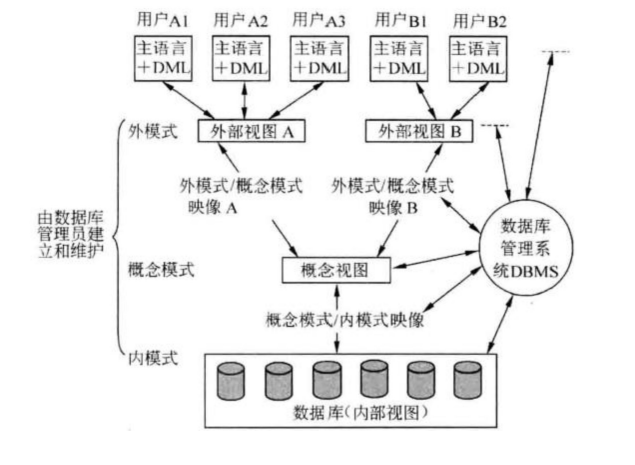 用户A1 用户A2 用户A3 用户B1 用户B2
主语言 主语言 主语言 主语言 主语言
+DML +DML +DML +DML +DML
外模式 外部视图 A 外部视图 B
外模式/概念模式 外模式/概念模式
映像 A 映像 B
由数据库
管理员建
立和维护
数据库
管理系
统DBMS
概念模式 概念视图
概念模式/内模式映像
内模式
数据库(内部视图)